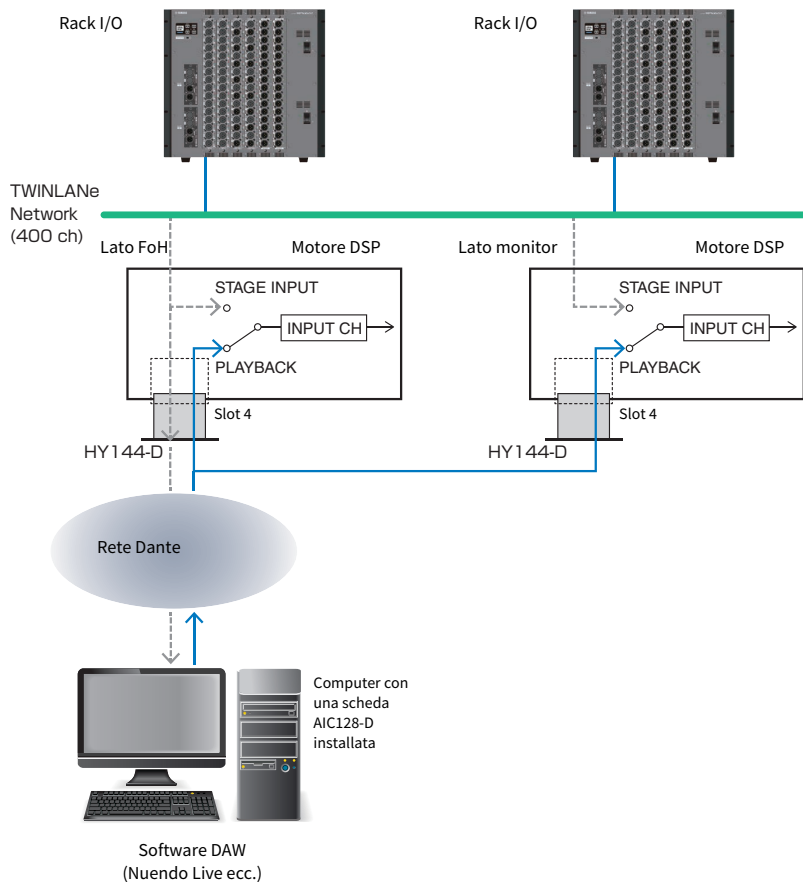 Rack I/O
Rack I/O
TWINLANe
Network
(400 ch)
Lato FoH
Motore DSP
Lato monitor
Motore DSP
STAGE INPUT
INPUT CH
PLAYBACK
Slot 4
HY144-D
STAGE INPUT
INPUT CH
PLAYBACK
Slot 4
HY144-D
Rete Dante
Computer con
una scheda
AIC128-D
installata
Software DAW
(Nuendo Live ecc.)